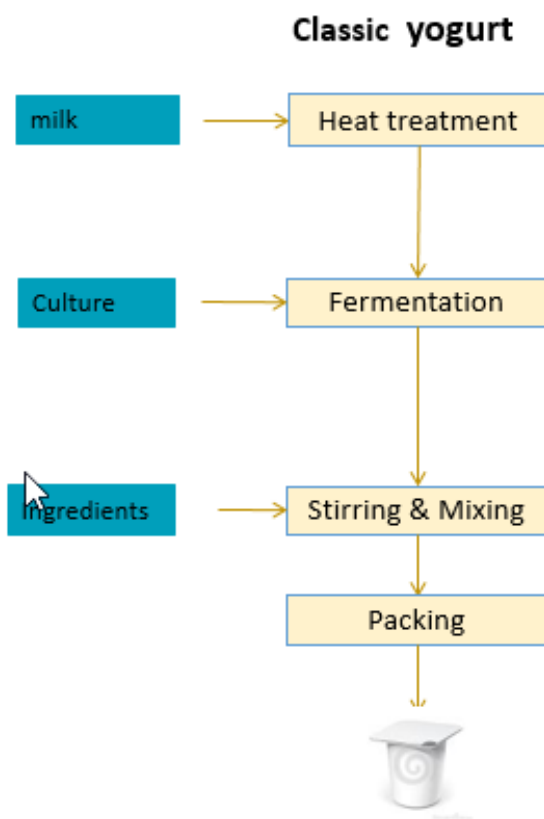 Classic yogurt
milk
Heat treatment
Culture
Fermentation
Ingredients
Stirring & Mixing
Packing